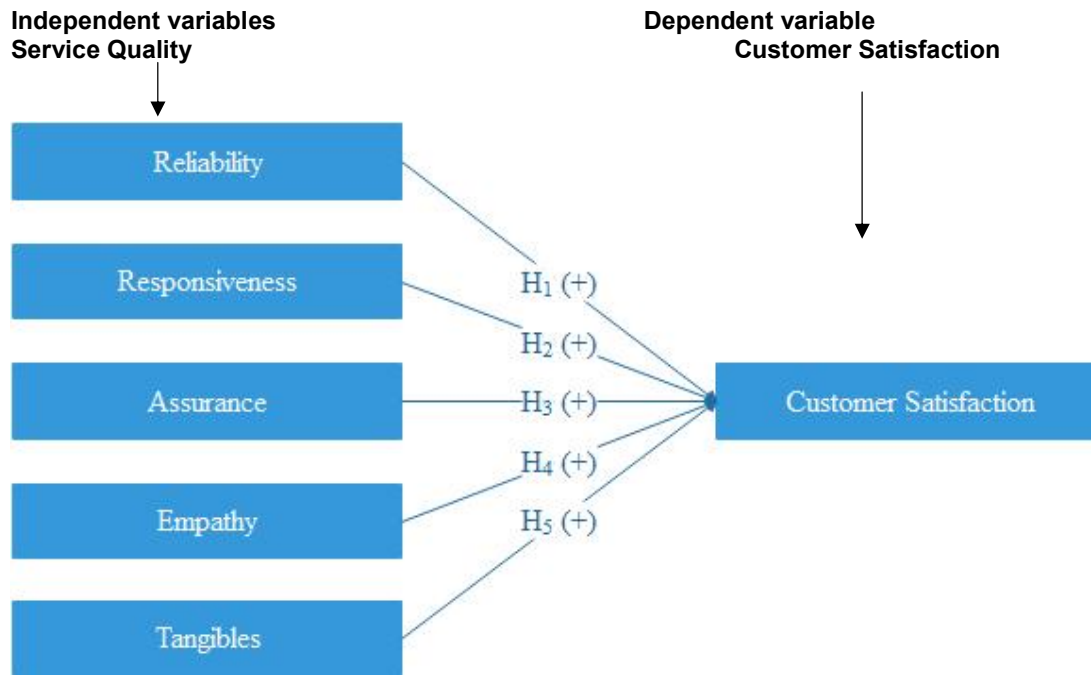 Independent variables
Service Quality
Dependent variable
Customer Satisfaction
Reliability
Responsiveness
Assurance
Empathy
Tangibles
H₁ (+)
H₂ (+)
H₃ (+)
H₄ (+)
H₅ (+)
Customer Satisfaction